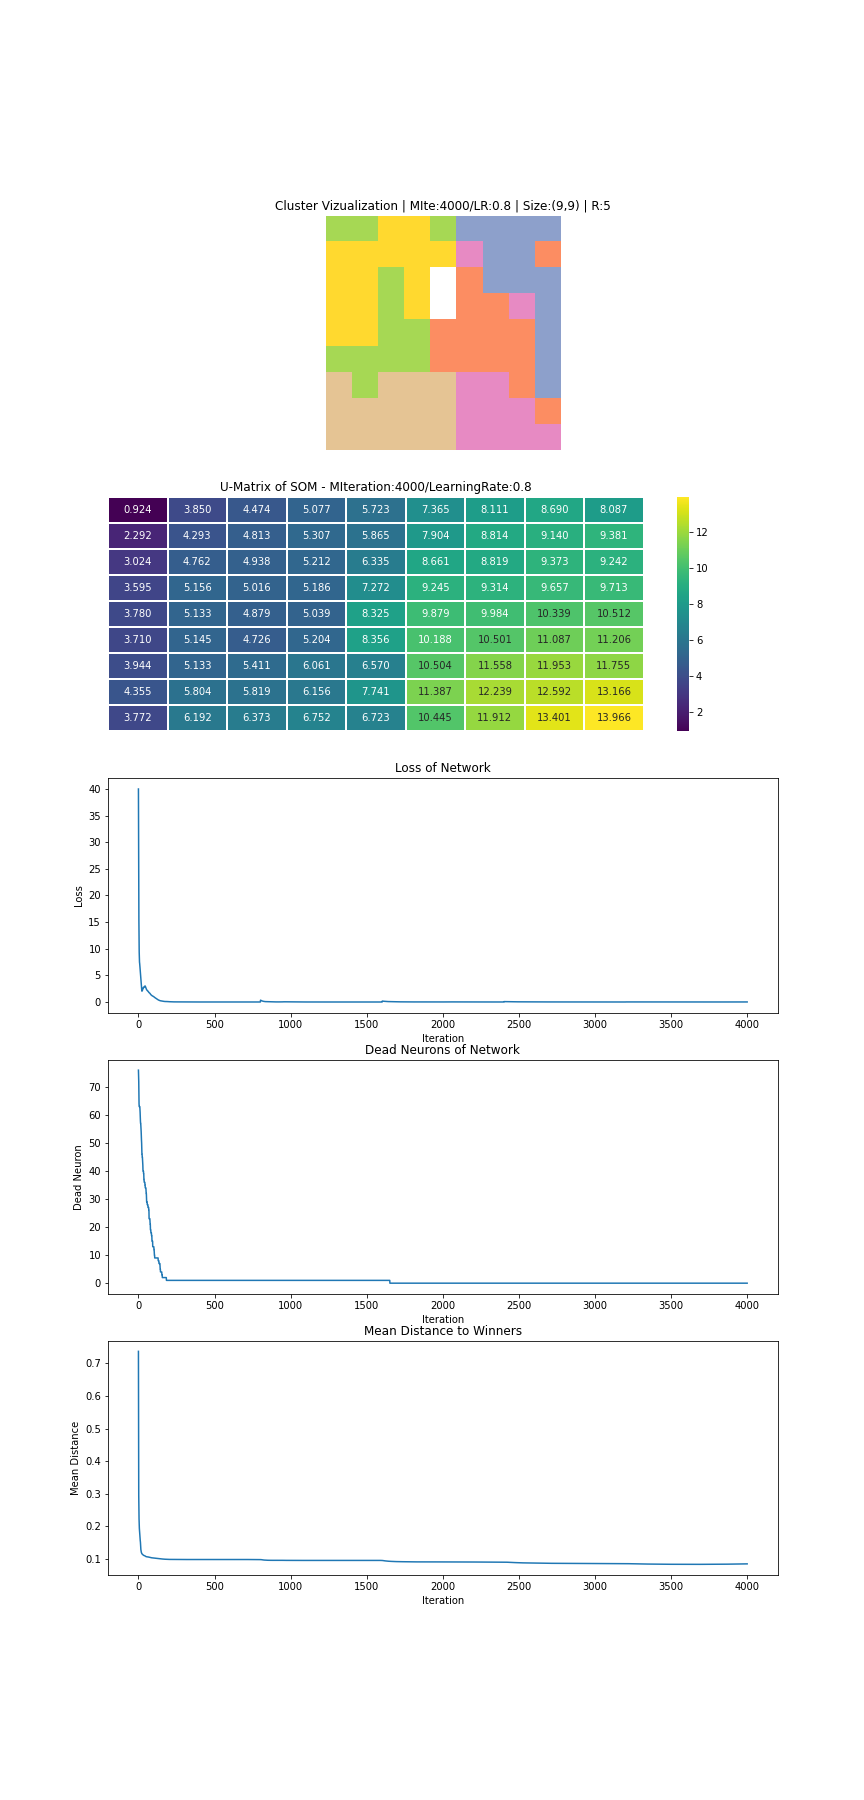 Cluster Vizualization | MIte:4000/LR:0.8 | Size:(9,9) | R:5
U-Matrix of SOM - MIteration:4000/LearningRate:0.8
0.924 3.850 4.474 5.077 5.723 7.365 8.111 8.690 8.087
2.292 4.293 4.813 5.307 5.865 7.904 8.814 9.140 9.381
3.024 4.762 4.938 5.212 6.335 8.661 8.819 9.373 9.242
3.595 5.156 5.016 5.186 7.272 9.245 9.314 9.657 9.713
3.780 5.133 4.879 5.039 8.325 9.879 9.984 10.339 10.512
3.710 5.145 4.726 5.204 8.356 10.188 10.501 11.087 11.206
3.944 5.133 5.411 6.061 6.570 10.504 11.558 11.953 11.755
4.355 5.804 5.819 6.156 7.741 11.387 12.239 12.592 13.166
3.772 6.192 6.373 6.752 6.723 10.445 11.912 13.401 13.966
12
10
8
6
4
2
Loss of Network
40
35
30
25
20
15
10
5
0
Loss
0 500 1000 1500 2000 2500 3000 3500 4000
Iteration
Dead Neurons of Network
70
60
50
40
30
20
10
0
Dead Neuron
0 500 1000 1500 2000 2500 3000 3500 4000
Iteration
Mean Distance to Winners
0.7
0.6
0.5
0.4
0.3
0.2
0.1
Mean Distance
0 500 1000 1500 2000 2500 3000 3500 4000
Iteration